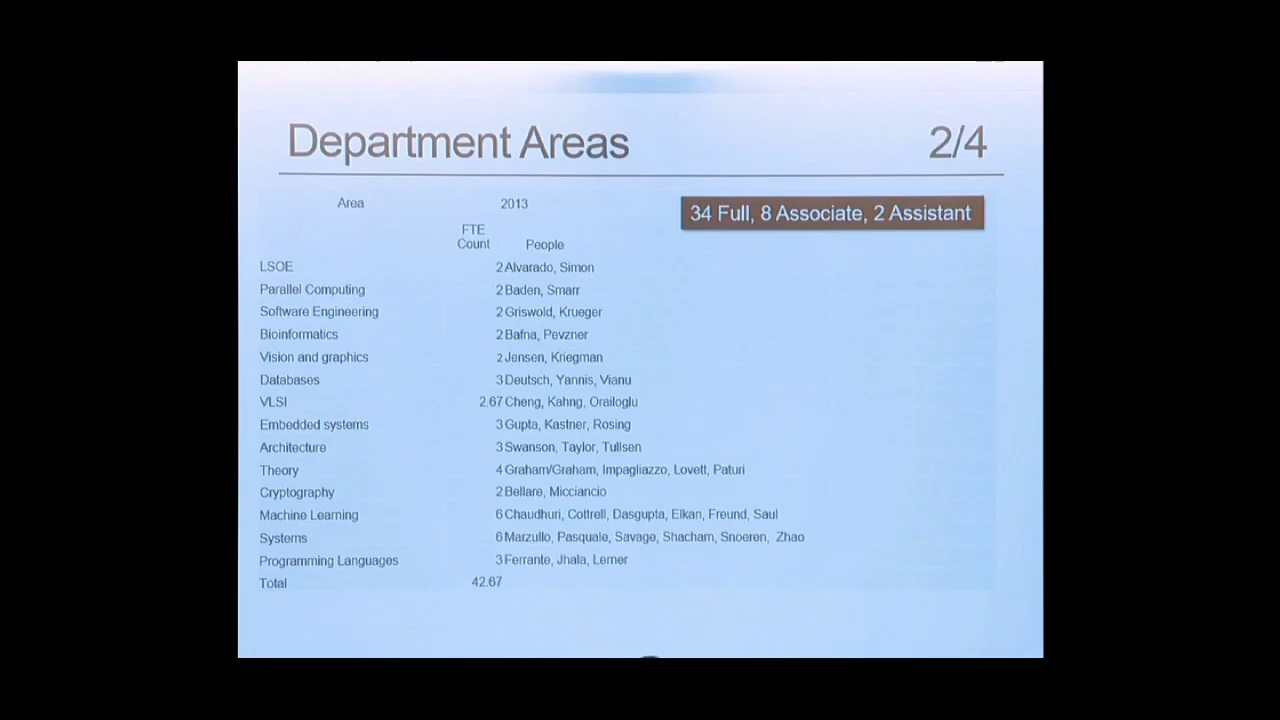 Department Areas 2/4
Area 2013 34 Full, 8 Associate, 2 Assistant
FTE
Count People
LSOE 2 Alvarado, Simon
Parallel Computing 2 Baden, Smarr
Software Engineering 2 Griswold, Krueger
Bioinformatics 2 Bafna, Pevzner
Vision and graphics 2 Jensen, Kriegman
Databases 3 Deutsch, Yannis, Vianu
VLSI 2.67 Cheng, Kahng, Orailoglu
Embedded systems 3 Gupta, Kastner, Rosing
Architecture 3 Swanson, Taylor, Tullsen
Theory 4 Graham/Graham, Impagliazzo, Lovett, Paturi
Cryptography 2 Bellare, Micciancio
Machine Learning 6 Chaudhuri, Cottrell, Dasgupta, Elkan, Freund, Saul
Systems 6 Marzullo, Pasquale, Savage, Shacham, Snoeren, Zhao
Programming Languages 3 Ferrante, Jhala, Lerner
Total 42.67